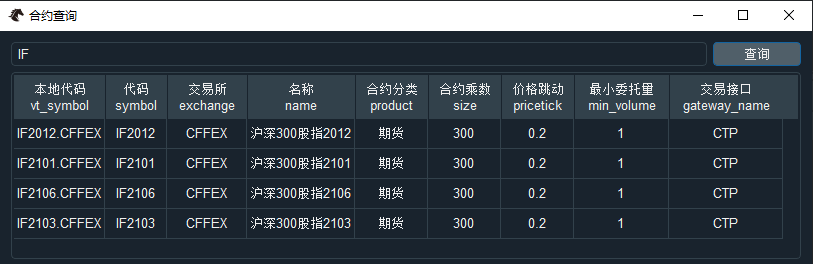 合约查询
IF 查询
本地代码 代码 交易所 名称 合约分类 合约乘数 价格跳动 最小委托量 交易接口
vt_symbol symbol exchange name product size pricetick min_volume gateway_name
IF2012.CFFEX IF2012 CFFEX 沪深300股指2012 期货 300 0.2 1 CTP
IF2101.CFFEX IF2101 CFFEX 沪深300股指2101 期货 300 0.2 1 CTP
IF2106.CFFEX IF2106 CFFEX 沪深300股指2106 期货 300 0.2 1 CTP
IF2103.CFFEX IF2103 CFFEX 沪深300股指2103 期货 300 0.2 1 CTP